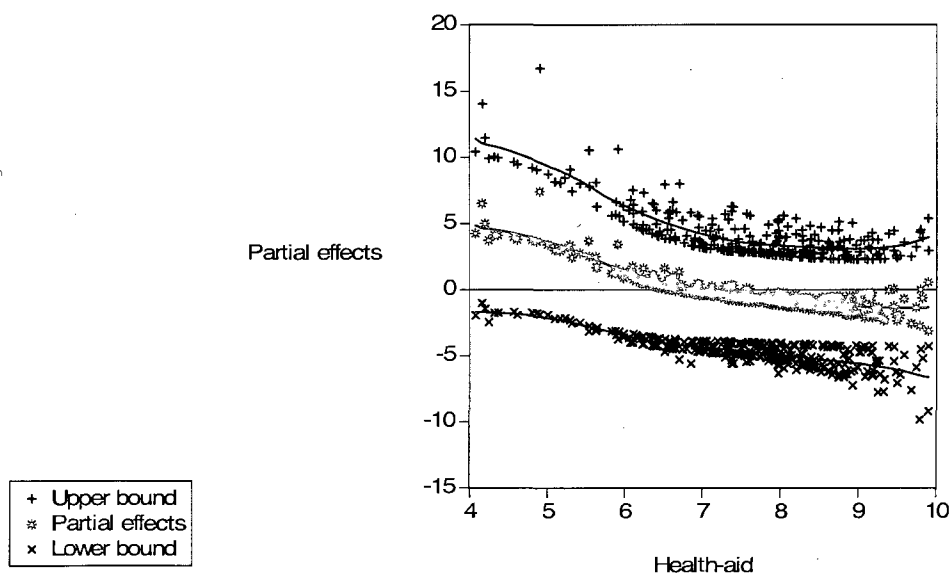 20
15
10
5
Partial effects
0
-5
-10
-15
4 5 6 7 8 9 10
Health-aid
+ Upper bound
☼ Partial effects
× Lower bound